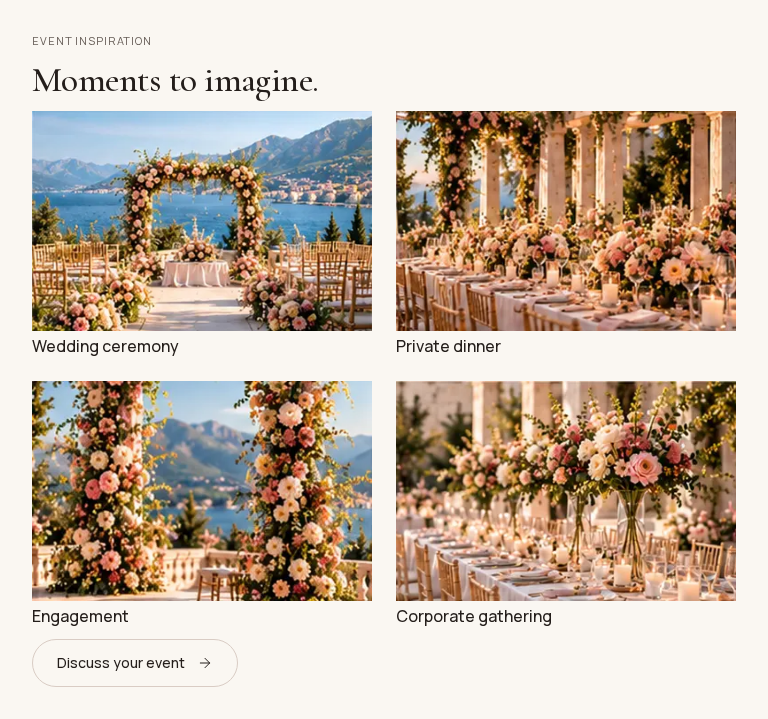 EVENT INSPIRATION
Moments to imagine.
Wedding ceremony
Private dinner
Engagement
Corporate gathering
Discuss your event →